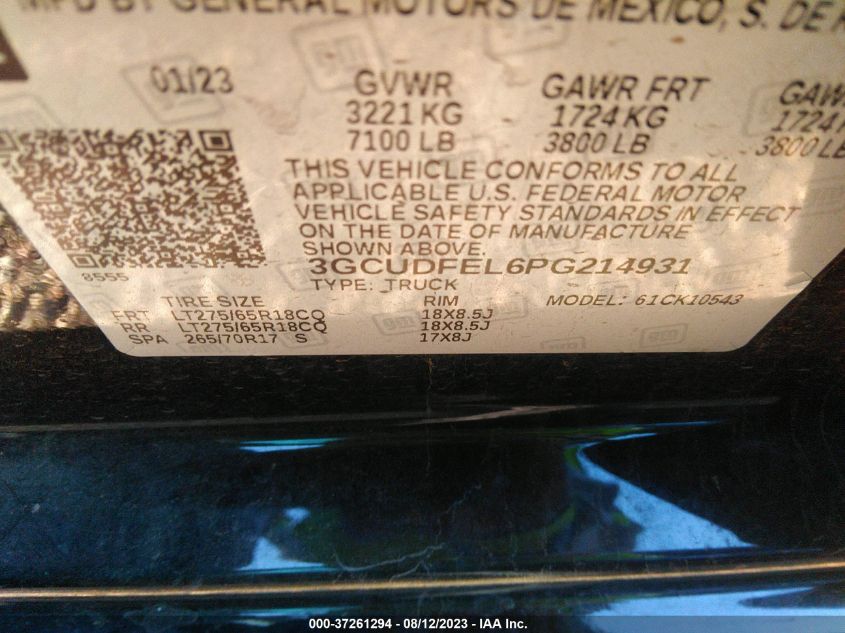 MFD BY GENERAL MOTORS DE MEXICO, S. DE R
01/23 GVWR GAWR FRT GAWR
3221 KG 1724 KG 1724
7100 LB 3800 LB 3800 LB
THIS VEHICLE CONFORMS TO ALL
APPLICABLE U.S. FEDERAL MOTOR
VEHICLE SAFETY STANDARDS IN EFFECT
ON THE DATE OF MANUFACTURE
SHOWN ABOVE.
8555 3GCUDFEL6PG214931
TYPE: TRUCK
TIRE SIZE RIM MODEL: 61CK10543
FRT LT275/65R18CQ 18X8.5J
RR LT275/65R18CQ 18X8.5J
SPA 265/70R17 S 17X8J
gm
000-37261294 - 08/12/2023 - IAA Inc.